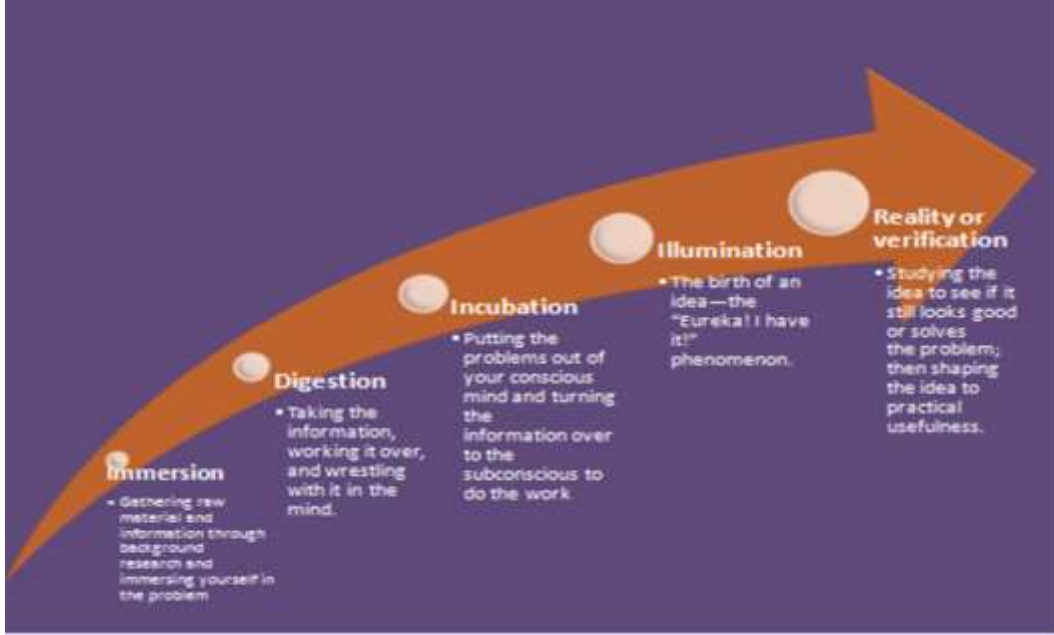 Immersion
• Gathering raw
material and
information through
background
research and
immersing yourself in
the problem
Digestion
• Taking the
information,
working it over,
and wrestling
with it in the
mind.
Incubation
• Putting the
problems out of
your conscious
mind and turning
the
information over
to the
subconscious to
do the work
Illumination
• The birth of an
idea—the
"Eureka! I have
it!"
phenomenon.
Reality or
verification
• Studying the
idea to see if it
still looks good
or solves
the problem;
then shaping
the idea to
practical
usefulness.